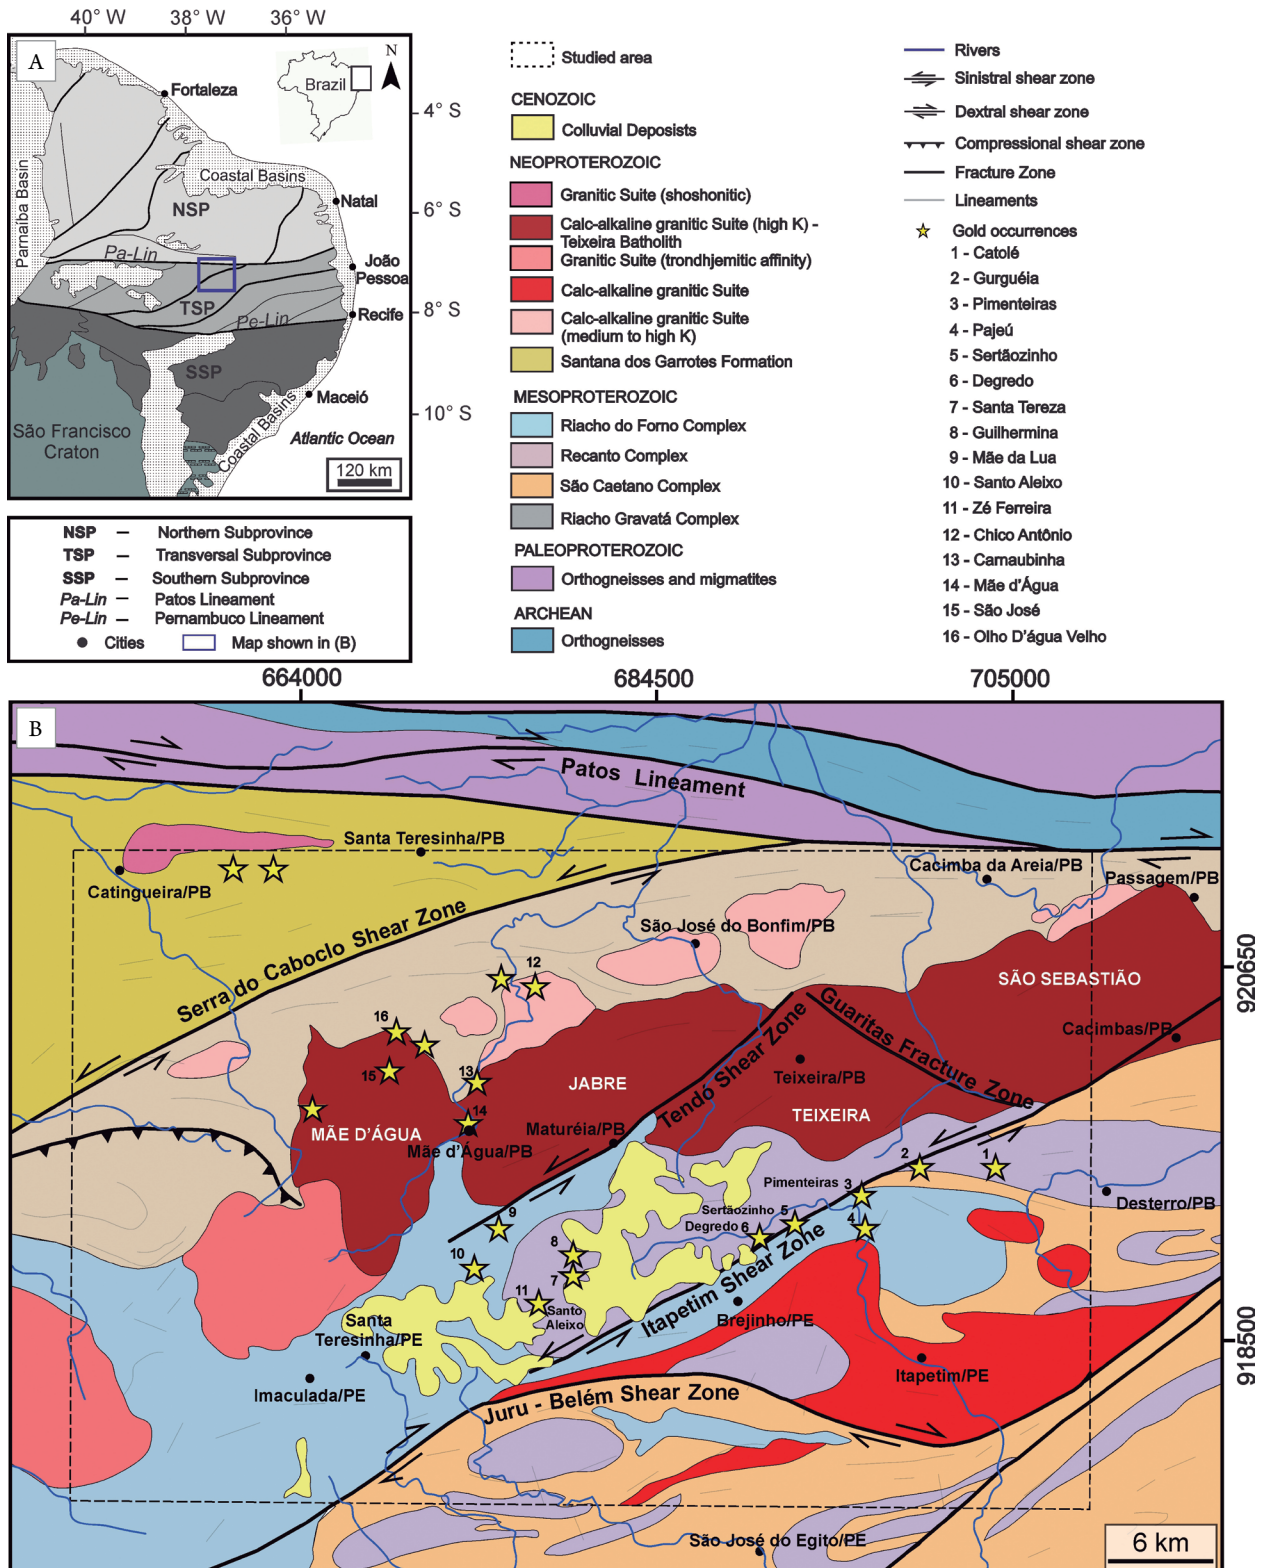 40° W 38° W 36° W
A
N
Brazil
Fortaleza
4° S
Parnaiba Basin
Coastal Basins
NSP
Natal
6° S
Pa-Lin
João
Pessoa
TSP
8° S
Pe-Lin
Recife
SSP
Maceió
10° S
São Francisco
Craton
Coastal Basins
Atlantic Ocean
120 km
NSP — Northern Subprovince
TSP — Transversal Subprovince
SSP — Southern Subprovince
Pa-Lin — Patos Lineament
Pe-Lin — Pernambuco Lineament
Cities
Map shown in (B)
Studied area
CENOZOIC
Colluvial Deposists
NEOPROTEROZOIC
Granitic Suite (shoshonitic)
Calc-alkaline granitic Suite (high K) -
Teixeira Batholith
Granitic Suite (trondhjemitic affinity)
Calc-alkaline granitic Suite
Calc-alkaline granitic Suite
(medium to high K)
Santana dos Garrotes Formation
MESOPROTEROZOIC
Riacho do Forno Complex
Recanto Complex
São Caetano Complex
Riacho Gravatá Complex
PALEOPROTEROZOIC
Orthogneisses and migmatites
ARCHEAN
Orthogneisses
Rivers
Sinistral shear zone
Dextral shear zone
Compressional shear zone
Fracture Zone
Lineaments
Gold occurrences
1 - Catolé
2 - Gurguéia
3 - Pimenteiras
4 - Pajeú
5 - Sertãozinho
6 - Degredo
7 - Santa Tereza
8 - Guilhermina
9 - Mãe da Lua
10 - Santo Aleixo
11 - Zé Ferreira
12 - Chico Antônio
13 - Carnaubinha
14 - Mãe d'Água
15 - São José
16 - Olho D'água Velho
664000 684500 705000
B
Patos Lineament
Santa Teresinha/PB
Catingueira/PB
Cacimba da Areia/PB
Passagem/PB
Serra do Caboclo Shear Zone
São José do Bonfim/PB
920650
12
SÃO SEBASTIÃO
16
Guaritas Fracture Zone
Cacimbas/PB
15
13
JABRE
Tendó Shear Zone
Teixeira/PB
14
TEIXEIRA
MÃE D'ÁGUA
Maturéia/PB
Mãe d'Água/PB
2
1
Pimenteiras 3
Desterro/PB
9
Sertãozinho 5
Degredo 6
4
8
10
7
Itapetim Shear Zone
11
Santo
Aleixo
Santa
Teresinha/PE
Brejinho/PE
918500
Itapetim/PE
Imaculada/PE
Juru - Belém Shear Zone
São José do Egito/PE
6 km